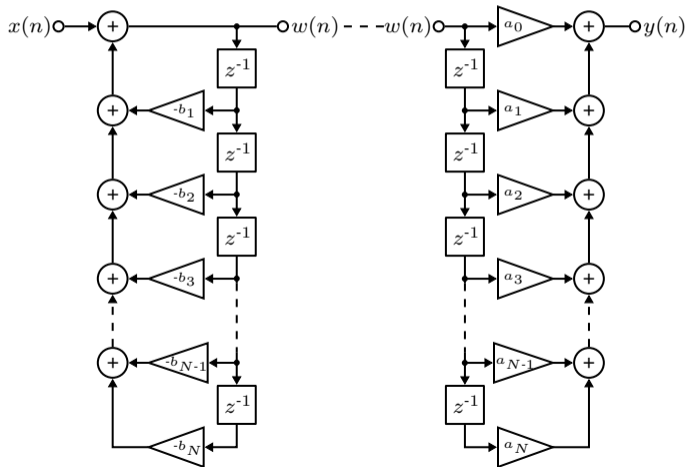 x(n) + w(n) w(n) a0 + y(n)
z-1 z-1
+ -b1 a1 +
z-1 z-1
+ -b2 a2 +
z-1 z-1
+ -b3 a3 +
+ -bN-1 aN-1 +
z-1 z-1
-bN aN